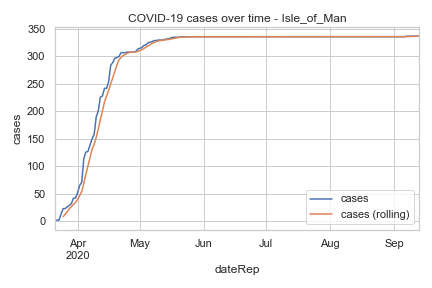 COVID-19 cases over time - Isle_of_Man
cases
350
300
250
200
150
100
50
0
cases
cases (rolling)
Apr May Jun Jul Aug Sep
2020
dateRep